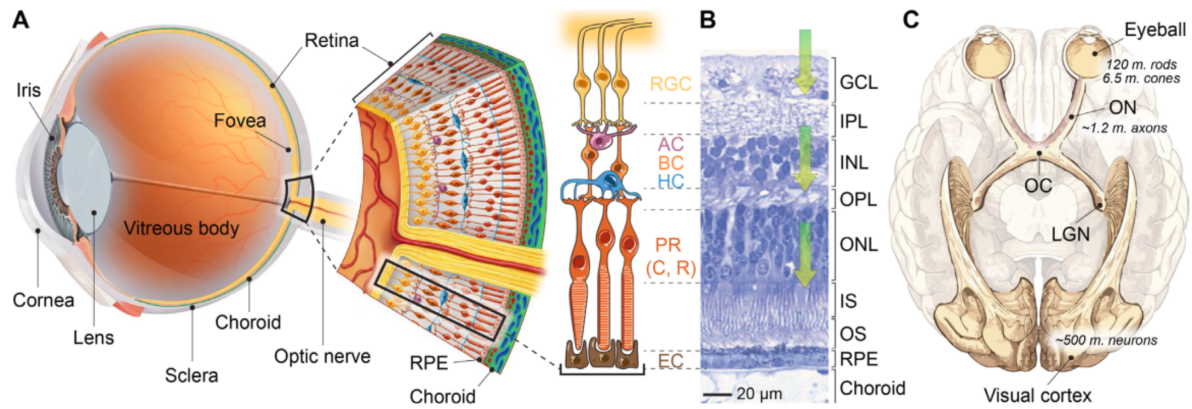 A
Iris
Retina
Fovea
Vitreous body
Cornea
Lens
Choroid
Sclera
Optic nerve
RPE
Choroid
RGC
AC
BC
HC
PR
(C, R)
EC
B
GCL
IPL
INL
OPL
ONL
IS
OS
RPE
Choroid
20 µm
C
Eyeball
120 m. rods
6.5 m. cones
ON
~1.2 m. axons
OC
LGN
~500 m. neurons
Visual cortex